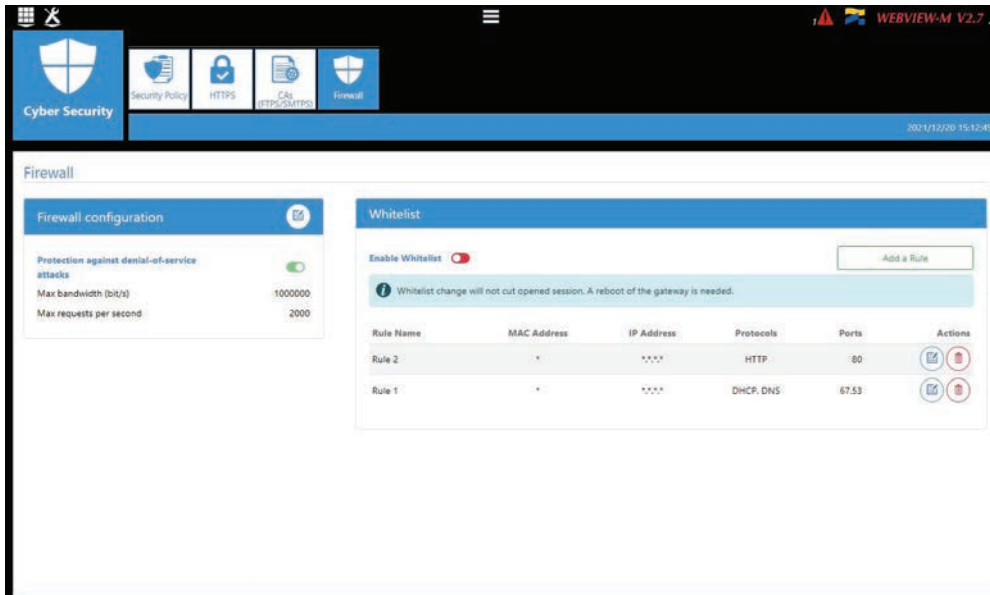 1 WEBVIEW-M V2.7
Cyber Security
Security Policy
HTTPS
CAs
(FTPS/SMTPS)
Firewall
2021/12/20 15:12:45
Firewall
Firewall configuration
Protection against denial-of-service
attacks
Max bandwidth (bit/s) 1000000
Max requests per second 2000
Whitelist
Enable Whitelist
Add a Rule
i Whitelist change will not cut opened session. A reboot of the gateway is needed.
Rule Name MAC Address IP Address Protocols Ports Actions
Rule 2 * *.*.*.* HTTP 80
Rule 1 * *.*.*.* DHCP, DNS 67,53